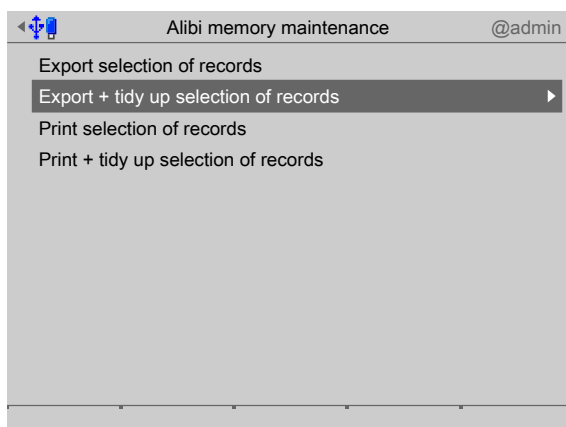 Alibi memory maintenance @admin
Export selection of records
Export + tidy up selection of records
Print selection of records
Print + tidy up selection of records